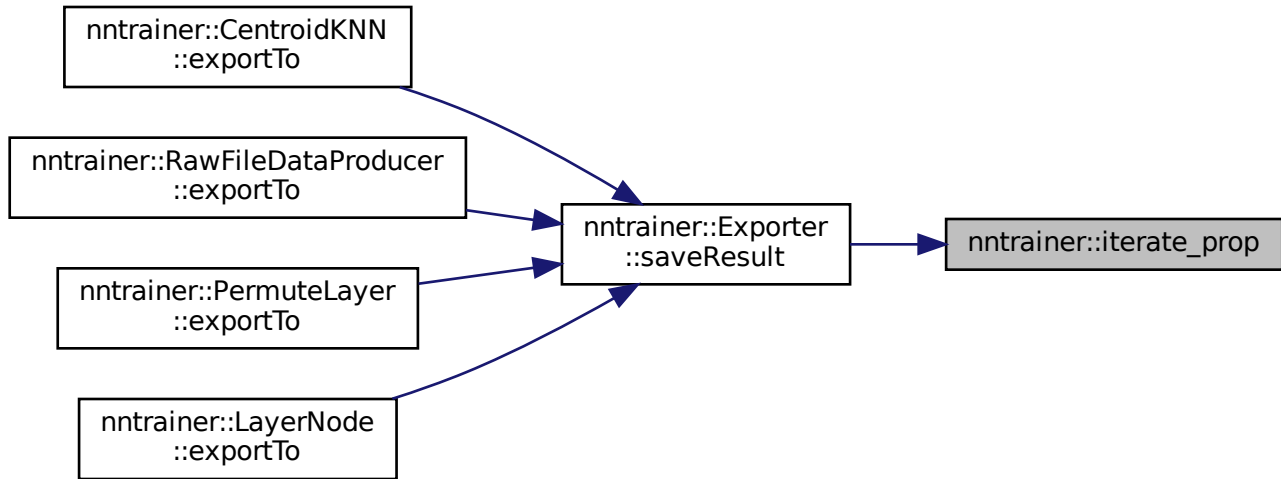 nntrainer::CentroidKNN
::exportTo
nntrainer::RawFileDataProducer
::exportTo
nntrainer::PermuteLayer
::exportTo
nntrainer::LayerNode
::exportTo
nntrainer::Exporter
::saveResult
nntrainer::iterate_prop